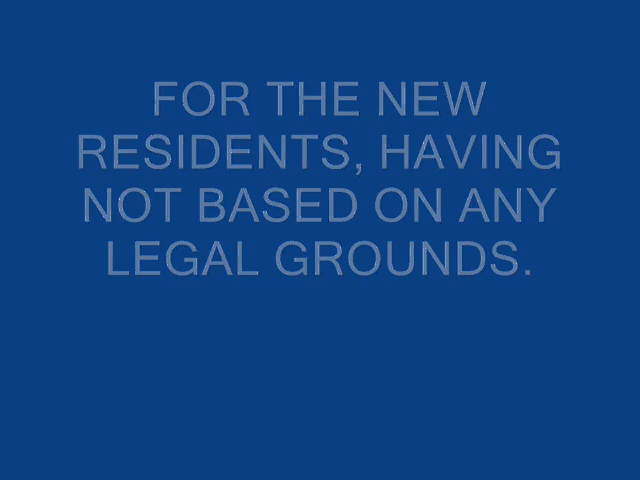 FOR THE NEW
RESIDENTS, HAVING
NOT BASED ON ANY
LEGAL GROUNDS.